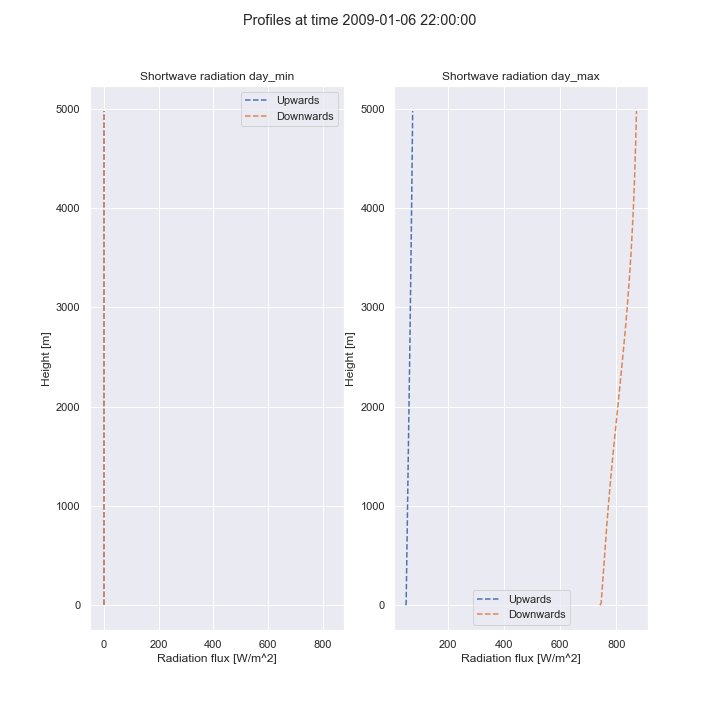 Profiles at time 2009-01-06 22:00:00
Shortwave radiation day_min
Upwards
Downwards
5000
4000
3000
2000
1000
0
Height [m]
0 200 400 600 800
Radiation flux [W/m^2]
Shortwave radiation day_max
5000
4000
3000
2000
1000
0
Height [m]
Upwards
Downwards
200 400 600 800
Radiation flux [W/m^2]